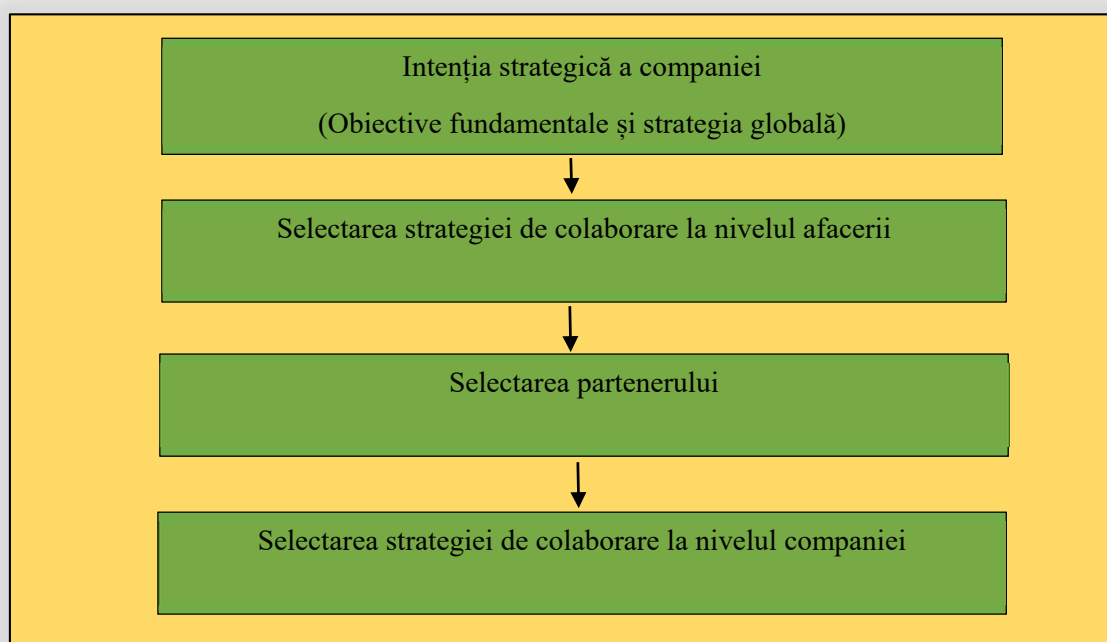 Intenția strategică a companiei
(Obiective fundamentale și strategia globală)
Selectarea strategiei de colaborare la nivelul afacerii
Selectarea partenerului
Selectarea strategiei de colaborare la nivelul companiei